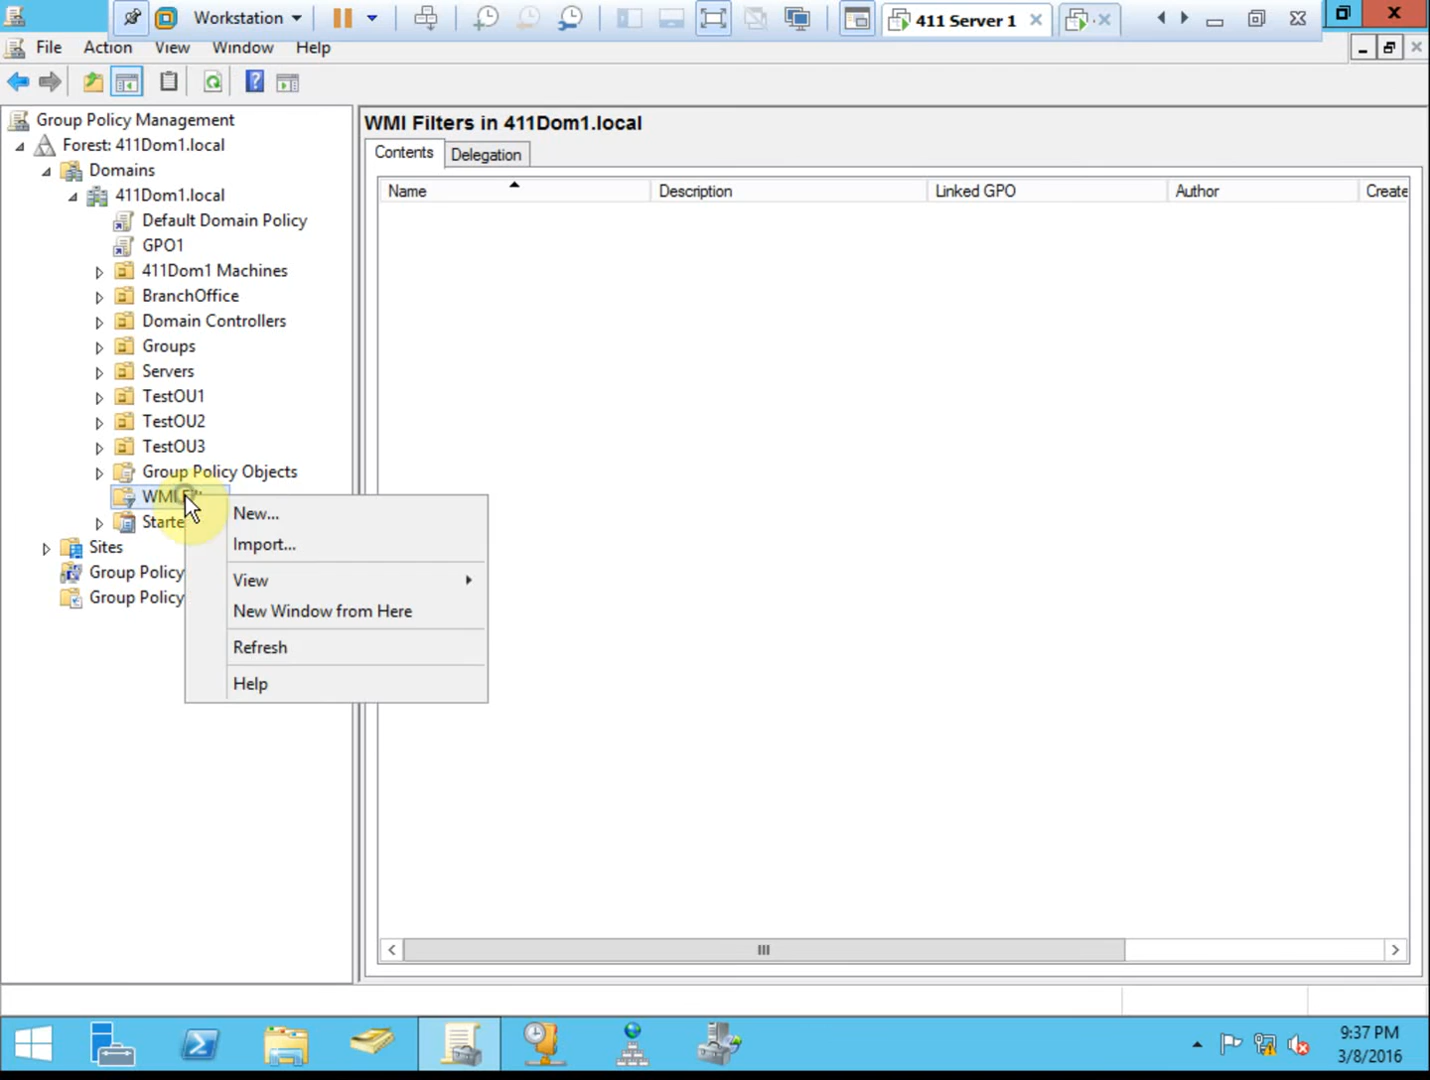 Workstation
411 Server 1
File Action View Window Help
Group Policy Management
Forest: 411Dom1.local
Domains
411Dom1.local
Default Domain Policy
GPO1
411Dom1 Machines
BranchOffice
Domain Controllers
Groups
Servers
TestOU1
TestOU2
TestOU3
Group Policy Objects
WMI
Starte
Sites
Group Policy
Group Policy
New...
Import...
View
New Window from Here
Refresh
Help
WMI Filters in 411Dom1.local
Contents Delegation
Name Description Linked GPO Author Create
9:37 PM
3/8/2016